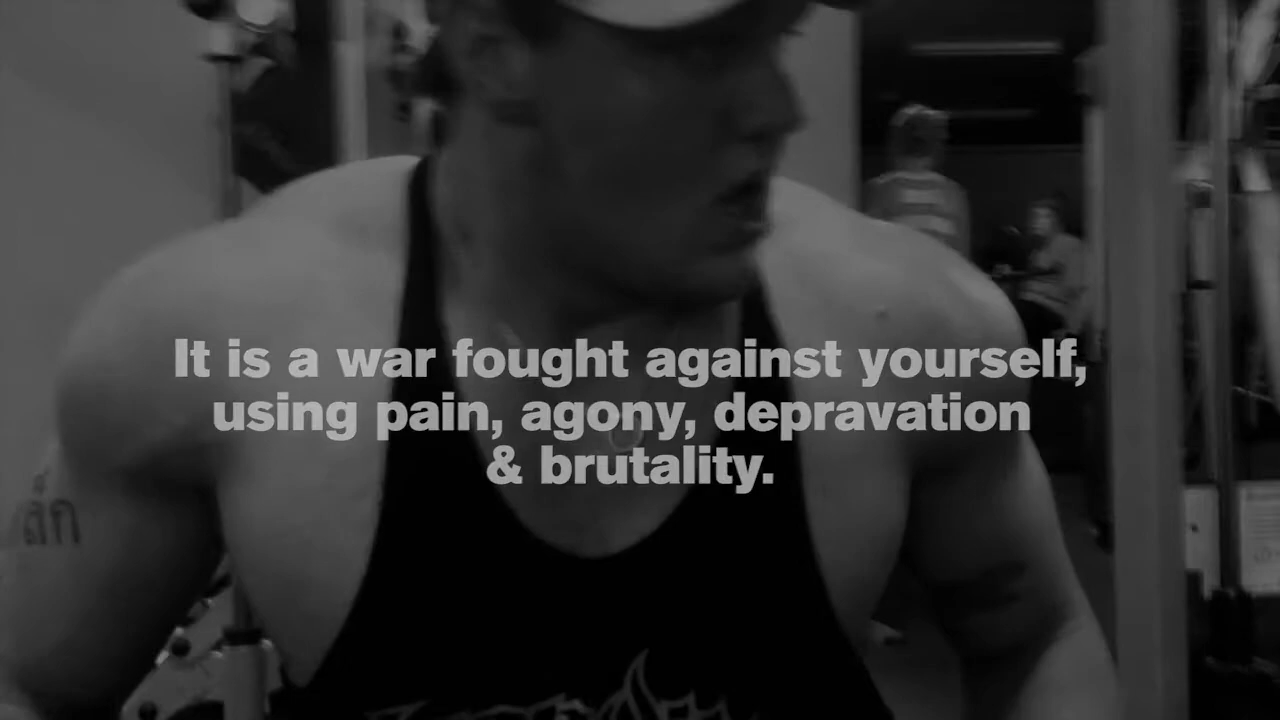 It is a war fought against yourself,
using pain, agony, depravation
& brutality.